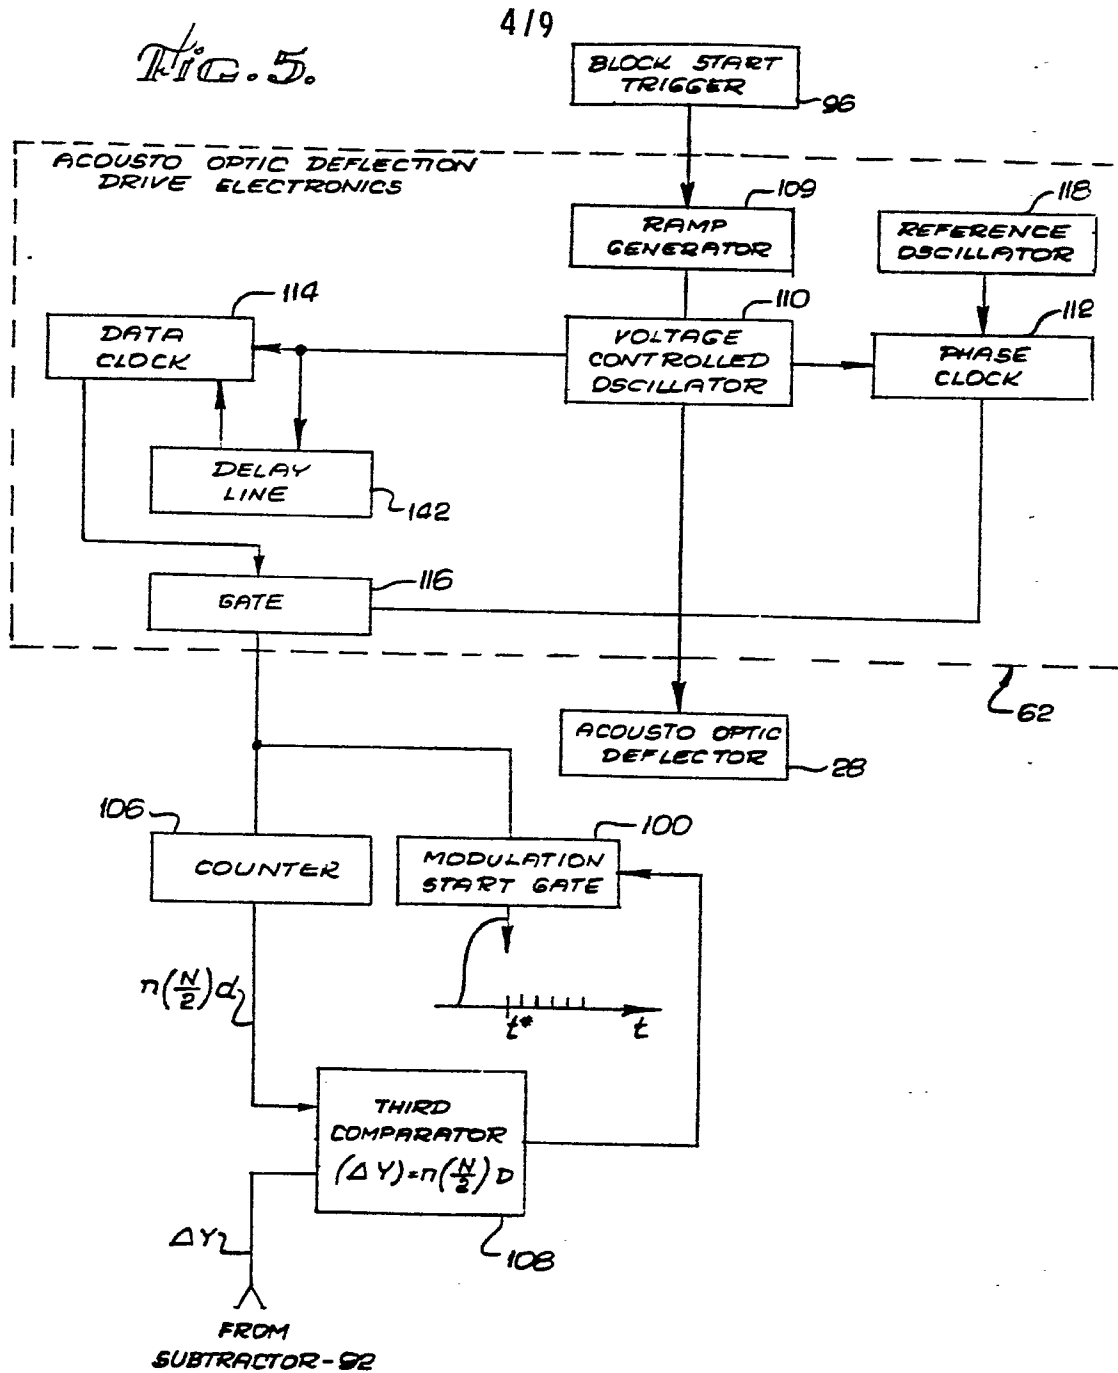 4/9
Fig. 5.
BLOCK START
TRIGGER
96
ACOUSTO OPTIC DEFLECTION
DRIVE ELECTRONICS
109
RAMP
GENERATOR
118
REFERENCE
OSCILLATOR
114
DATA
CLOCK
110
VOLTAGE
CONTROLLED
OSCILLATOR
112
PHASE
CLOCK
DELAY
LINE
142
116
GATE
62
ACOUSTO OPTIC
DEFLECTOR
28
106
COUNTER
100
MODULATION
START GATE
n(N/2)d
t*
t
THIRD
COMPARATOR
(ΔY)=n(N/2)D
108
ΔY
FROM
SUBTRACTOR-92